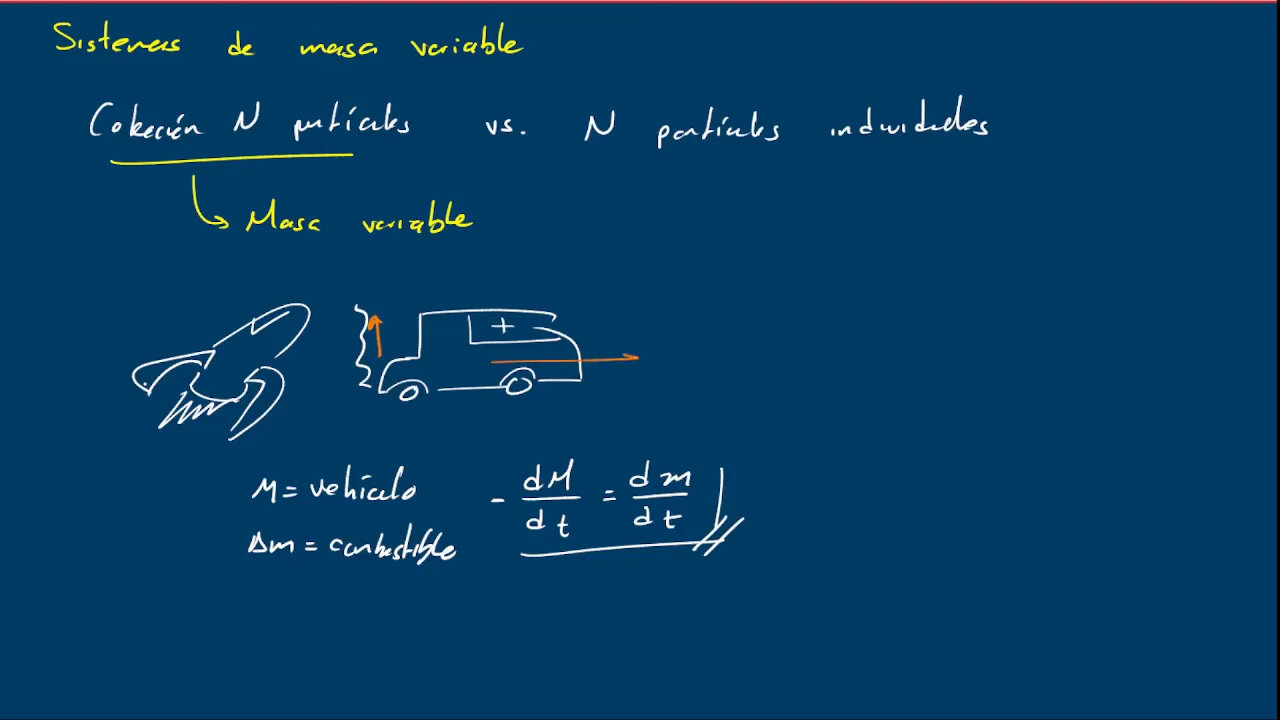 Sistemas de masa variable
Colección N partículas vs. N partículas individuales
Masa variable
+
M = vehículo
- dM/dt = dm/dt
Δm = combustible